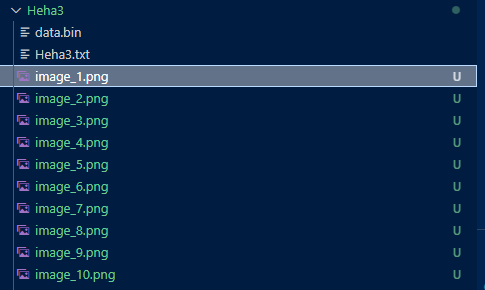 Heha3
data.bin
Heha3.txt
image_1.png U
image_2.png U
image_3.png U
image_4.png U
image_5.png U
image_6.png U
image_7.png U
image_8.png U
image_9.png U
image_10.png U